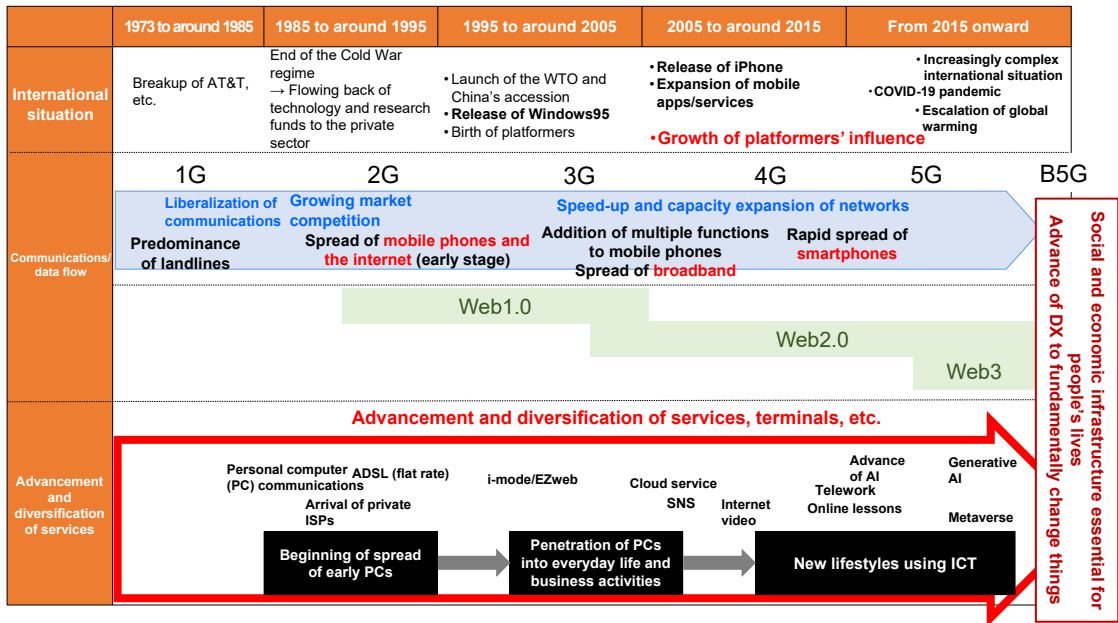 1973 to around 1985
1985 to around 1995
1995 to around 2005
2005 to around 2015
From 2015 onward
International
situation
Breakup of AT&T,
etc.
End of the Cold War
regime
→ Flowing back of
technology and research
funds to the private
sector
・Launch of the WTO and
China's accession
・Release of Windows95
・Birth of platformers
・Release of iPhone
・Expansion of mobile
apps/services
・Growth of platformers' influence
・Increasingly complex
international situation
・COVID-19 pandemic
・Escalation of global
warming
Communications/
data flow
1G
2G
3G
4G
5G
B5G
Liberalization of
communications
Growing market
competition
Speed-up and capacity expansion of networks
Predominance
of landlines
Spread of mobile phones and
the internet (early stage)
Addition of multiple functions
to mobile phones
Spread of broadband
Rapid spread of
smartphones
Web1.0
Web2.0
Web3
Social and economic infrastructure essential for
people's lives
Advance of DX to fundamentally change things
Advancement
and
diversification
of services
Advancement and diversification of services, terminals, etc.
Personal computer
(PC) communications
ADSL (flat rate)
Arrival of private
ISPs
i-mode/EZweb
Cloud service
SNS
Internet
video
Advance
of AI
Telework
Online lessons
Generative
AI
Metaverse
Beginning of spread
of early PCs
Penetration of PCs
into everyday life and
business activities
New lifestyles using ICT